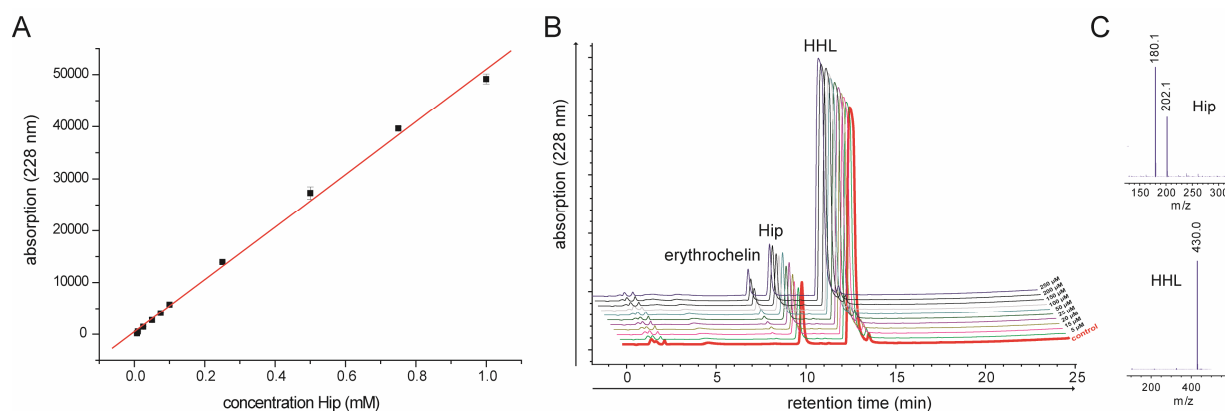 A
absorption (228 nm)
50000
40000
30000
20000
10000
0
0.0 0.2 0.4 0.6 0.8 1.0
concentration Hip (mM)
B
absorption (228 nm)
HHL
Hip
erythrochelin
250 µM
200 µM
150 µM
100 µM
50 µM
25 µM
20 µM
15 µM
5 µM
control
0 5 10 15 20 25
retention time (min)
C
180.1
202.1
Hip
150 200 250 300
m/z
430.0
HHL
200 400
m/z